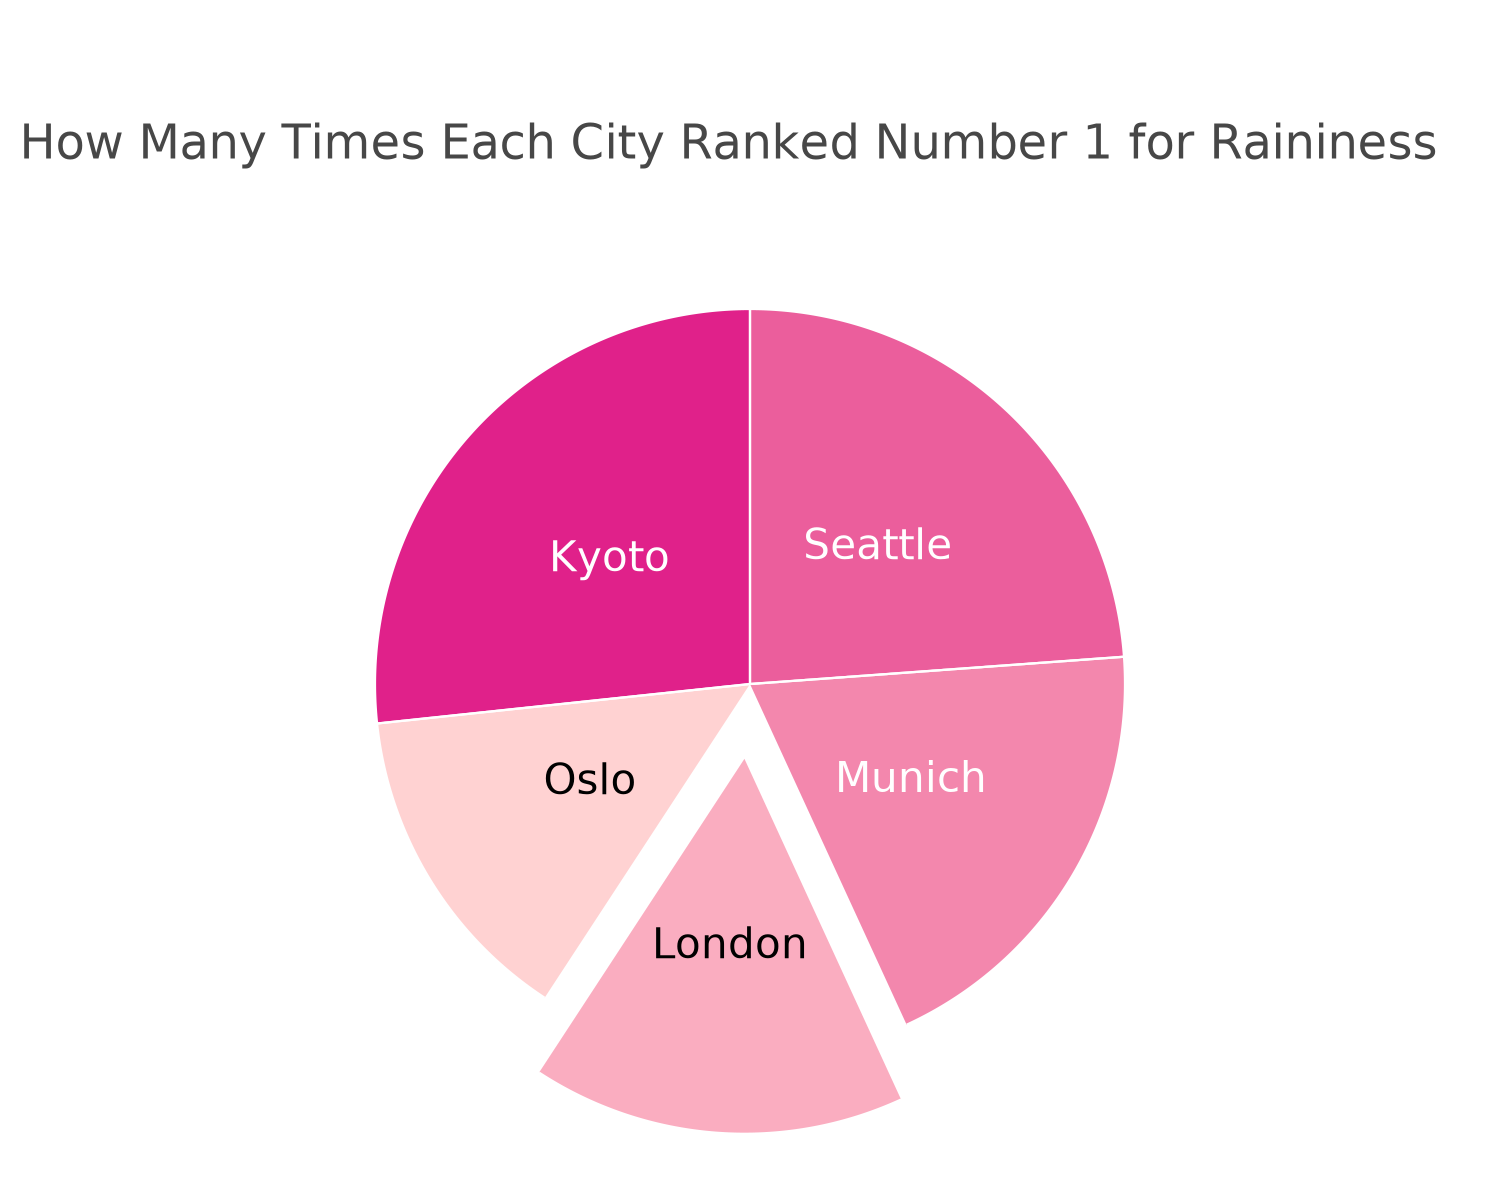 How Many Times Each City Ranked Number 1 for Raininess
Seattle
Kyoto
Munich
Oslo
London